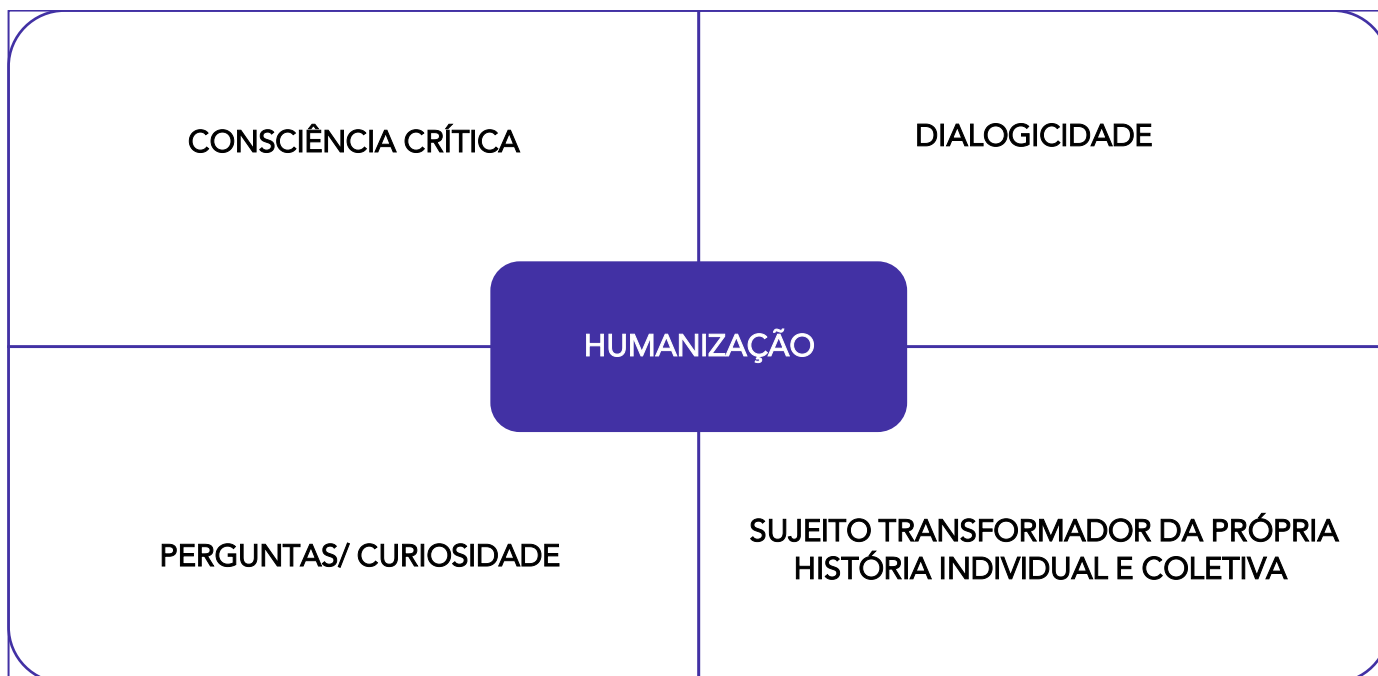 CONSCIÊNCIA CRÍTICA
DIALOGICIDADE
HUMANIZAÇÃO
PERGUNTAS/ CURIOSIDADE
SUJEITO TRANSFORMADOR DA PRÓPRIA
HISTÓRIA INDIVIDUAL E COLETIVA